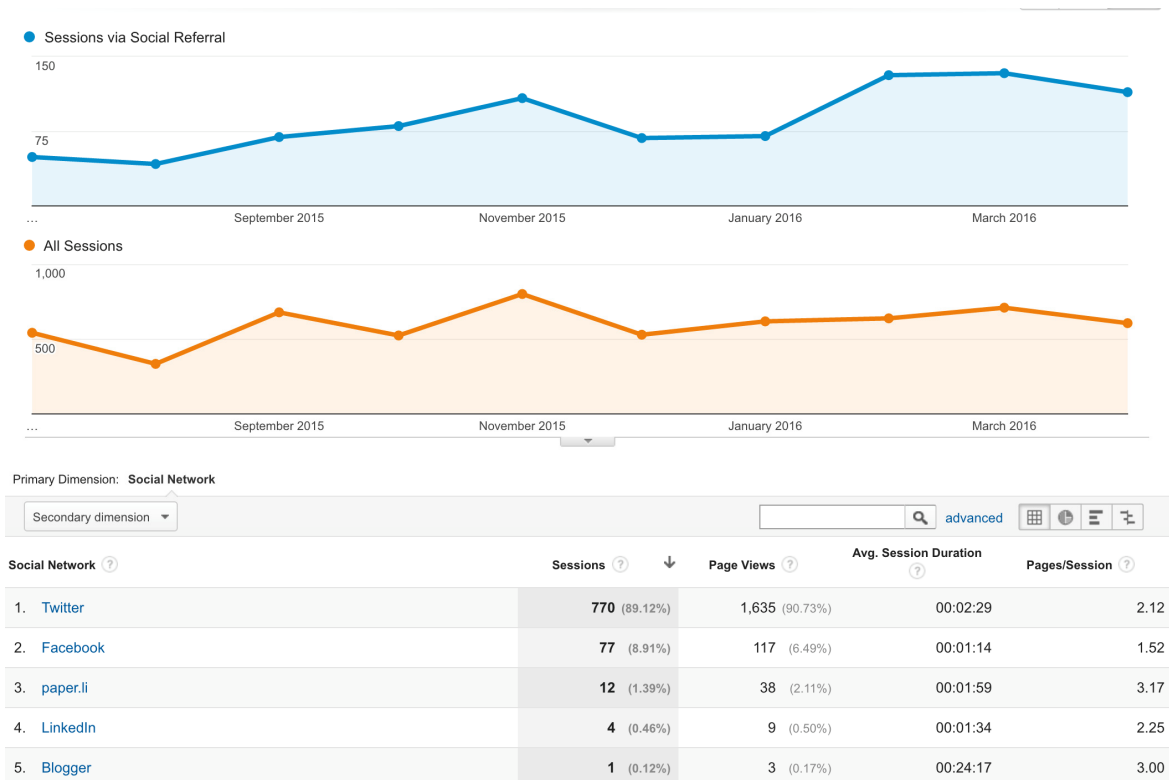 Sessions via Social Referral
150
75
... September 2015 November 2015 January 2016 March 2016
All Sessions
1,000
500
... September 2015 November 2015 January 2016 March 2016
Primary Dimension: Social Network
Secondary dimension advanced
Social Network ? Sessions ? Page Views ? Avg. Session Duration ? Pages/Session ?
1. Twitter 770 (89.12%) 1,635 (90.73%) 00:02:29 2.12
2. Facebook 77 (8.91%) 117 (6.49%) 00:01:14 1.52
3. paper.li 12 (1.39%) 38 (2.11%) 00:01:59 3.17
4. LinkedIn 4 (0.46%) 9 (0.50%) 00:01:34 2.25
5. Blogger 1 (0.12%) 3 (0.17%) 00:24:17 3.00